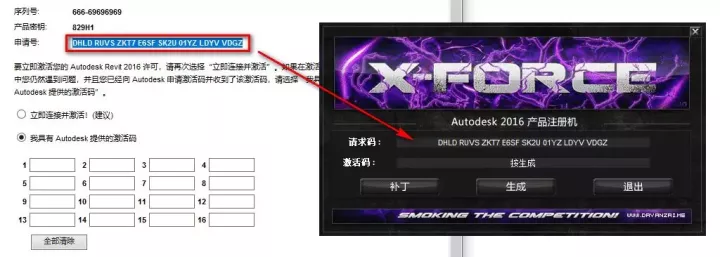 序列号: 666-69696969
产品密钥: 829H1
申请号: DHLD RUVS ZKT7 E6SF SK2U 01YZ LDYV VDGZ
要立即激活您的 Autodesk Revit 2016 许可，请再次选择“立即连接并激活”。如果在激活
中您仍然遇到问题，并且您已经向 Autodesk 申请激活码并收到了该激活码，请选择“我具
Autodesk 提供的激活码”。
立即连接并激活! (建议)
我具有 Autodesk 提供的激活码
1 2 3 4
5 6 7 8
9 10 11 12
13 14 15 16
全部清除
X-FORCE
Autodesk 2016 产品注册机
请求码: DHLD RUVS ZKT7 E6SF SK2U 01YZ LDYV VDGZ
激活码: 按生成
补丁 生成 退出
SMOKING THE COMPETITION! WWW.DAVANZAI.ME